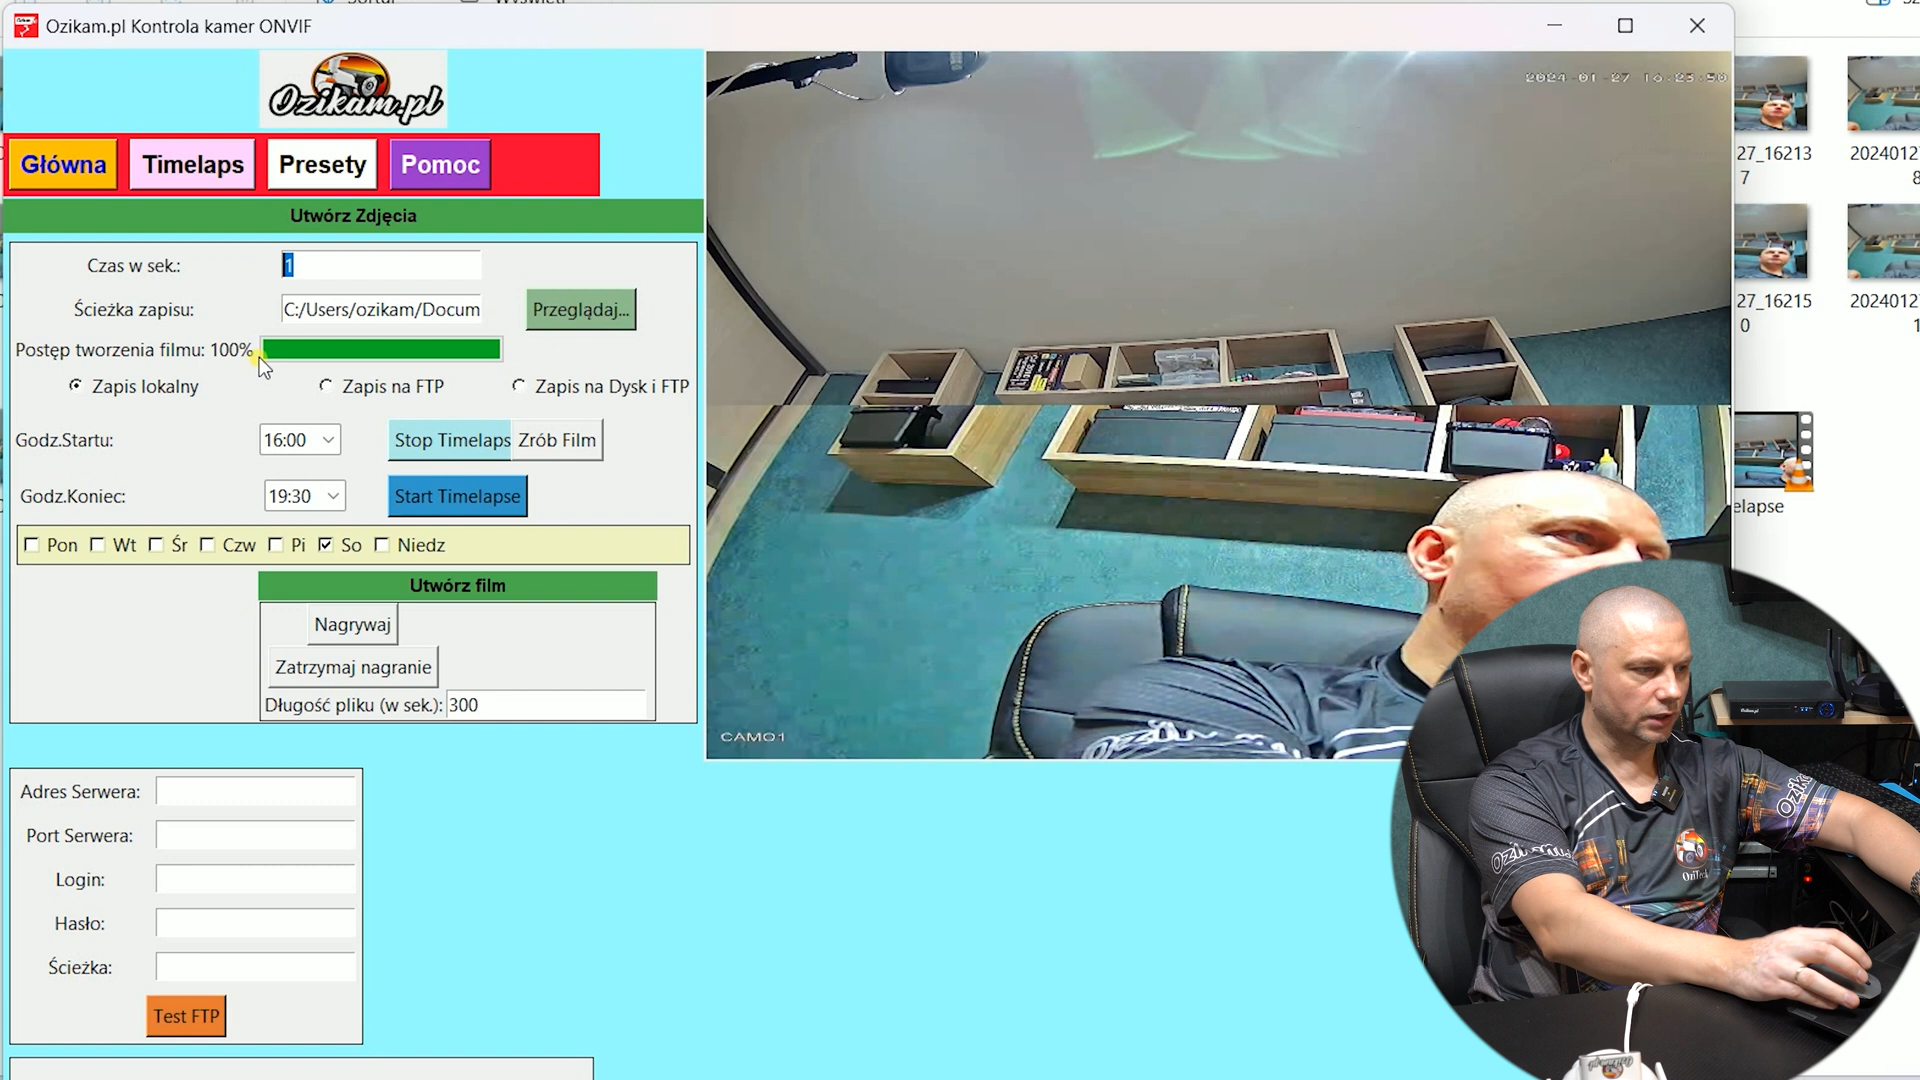 Ozikam.pl Kontrola kamer ONVIF
Ozikam.pl
Główna
Timelaps
Presety
Pomoc
Utwórz Zdjęcia
Czas w sek.:
1
Ścieżka zapisu:
C:/Users/ozikam/Docum
Przeglądaj...
Postęp tworzenia filmu: 100%
Zapis lokalny
Zapis na FTP
Zapis na Dysk i FTP
Godz.Startu:
16:00
Stop Timelaps
Zrób Film
Godz.Koniec:
19:30
Start Timelapse
Pon
Wt
Śr
Czw
Pi
So
Niedz
Utwórz film
Nagrywaj
Zatrzymaj nagranie
Długość pliku (w sek.):
300
Adres Serwera:
Port Serwera:
Login:
Hasło:
Ścieżka:
Test FTP
2024-01-27 16:23:50
CAM01
27_16213
7
2024012
8
27_16215
0
2024012
1
elapse